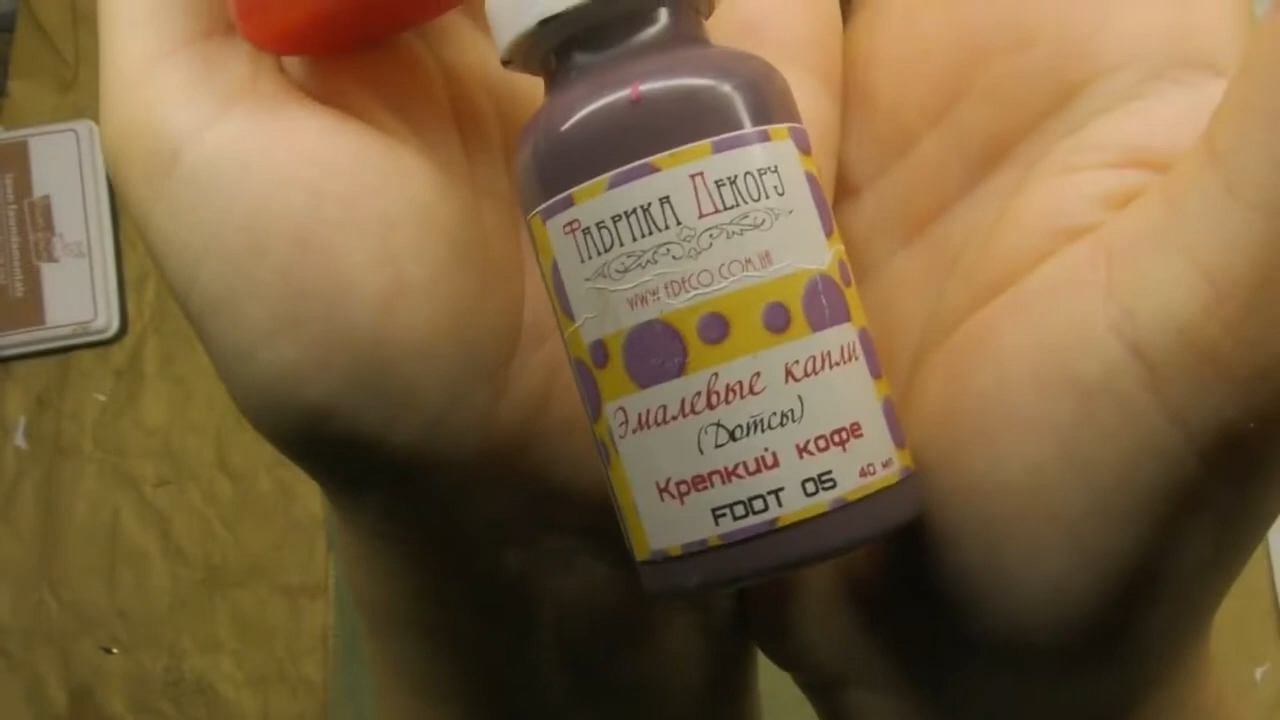 Фабрика Декору
www.fdeco.com.ua
Эмалевые капли
(Дотсы)
Крепкий кофе
FDDT 05
40 мл